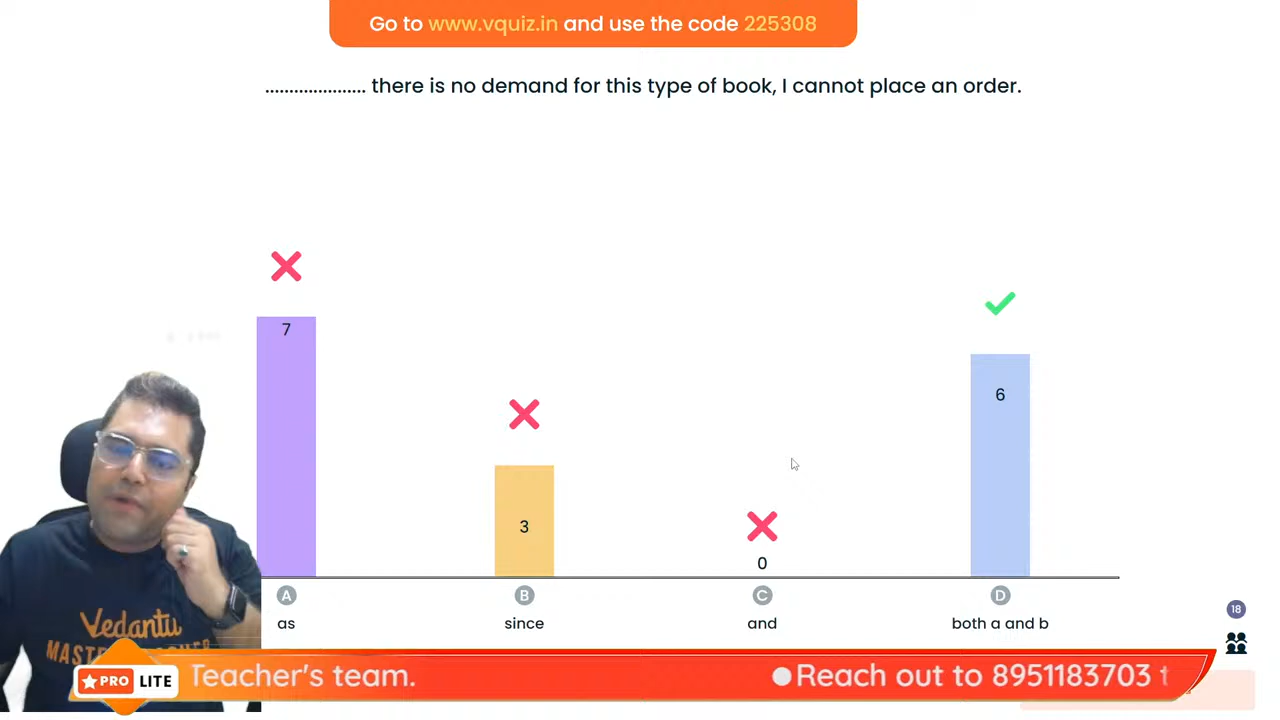 Go to www.vquiz.in and use the code 225308
..................... there is no demand for this type of book, I cannot place an order.
7
3
0
6
A
B
C
D
as
since
and
both a and b
18
Vedantu
PRO LITE
Teacher's team.
Reach out to 8951183703 t